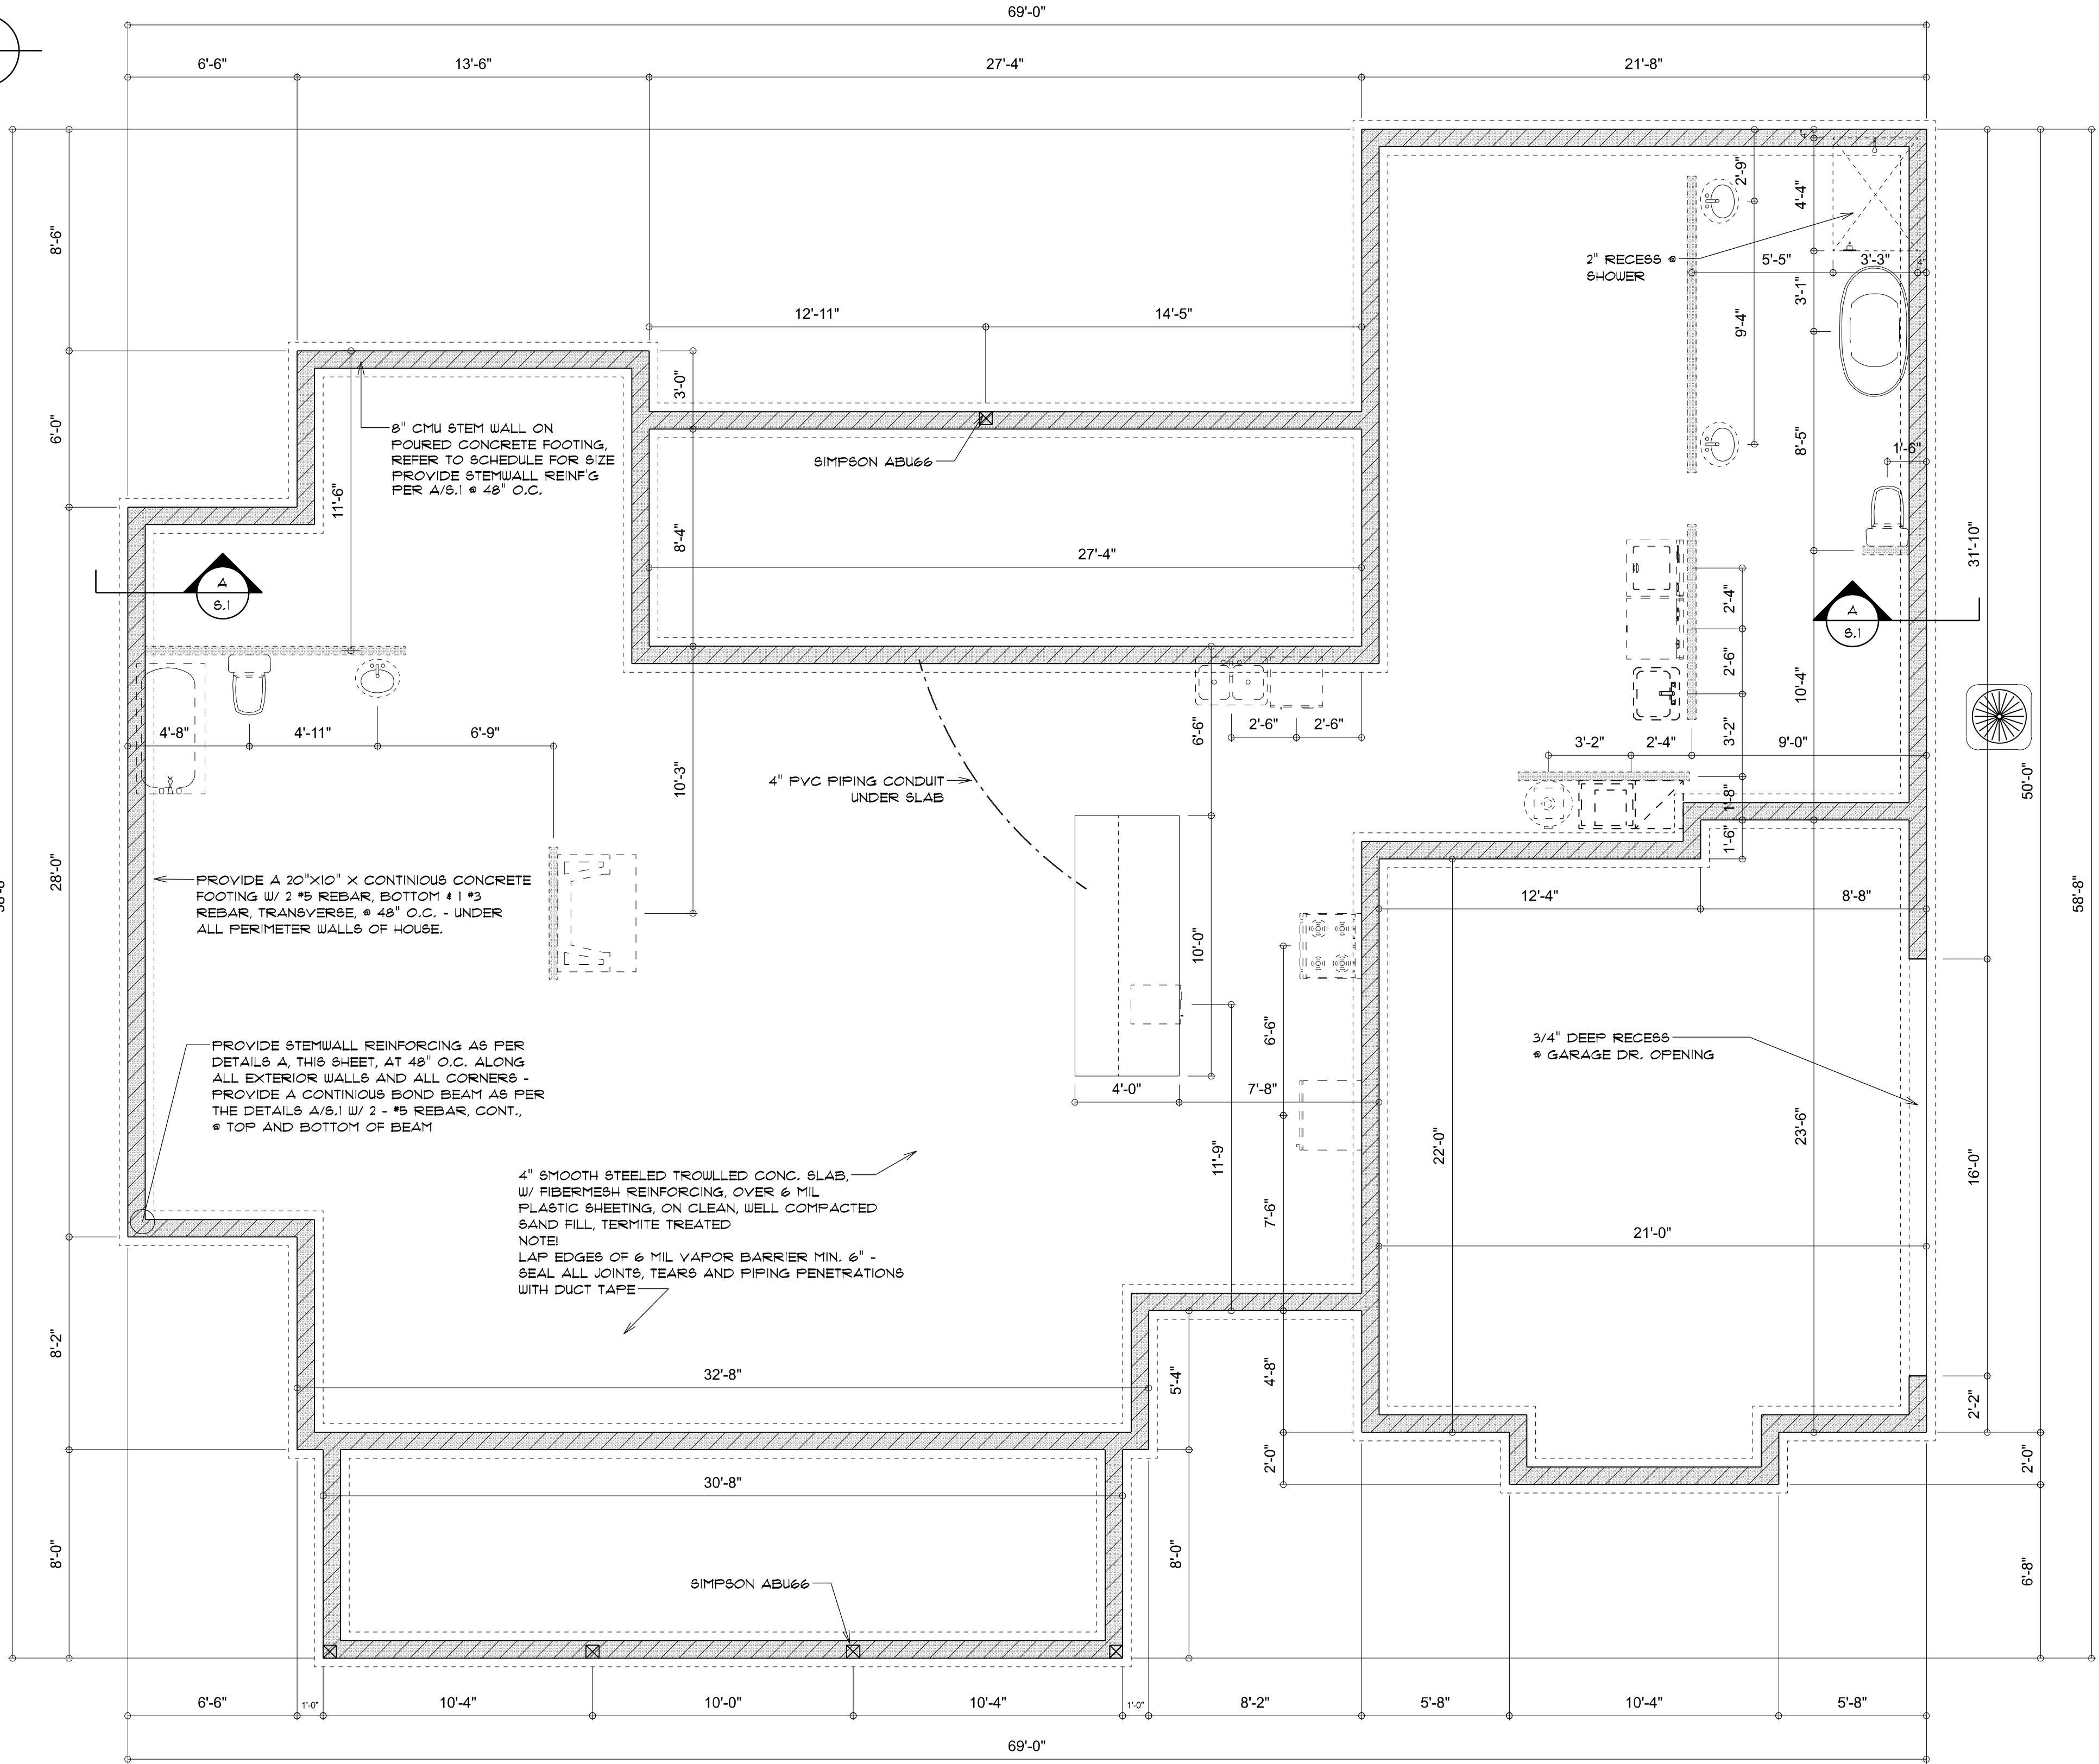 69'-0"
6'-6" 13'-6" 27'-4" 21'-8"
8'-6"
6'-0"
28'-0"
8'-2"
8'-0"
12'-11" 14'-5"
3'-0"
8'-4"
10'-3"
11'-6"
27'-4"
8" CMU STEM WALL ON
POURED CONCRETE FOOTING,
REFER TO SCHEDULE FOR SIZE
PROVIDE STEMWALL REINF'G
PER A/S.1 @ 48" O.C.
SIMPSON ABU66
A
S.1
4'-8" 4'-11" 6'-9"
4" PVC PIPING CONDUIT
UNDER SLAB
PROVIDE A 20"X10" X CONTINIOUS CONCRETE
FOOTING W/ 2 #5 REBAR, BOTTOM & 1 #3
REBAR, TRANSVERSE, @ 48" O.C. - UNDER
ALL PERIMETER WALLS OF HOUSE.
PROVIDE STEMWALL REINFORCING AS PER
DETAILS A, THIS SHEET, AT 48" O.C. ALONG
ALL EXTERIOR WALLS AND ALL CORNERS -
PROVIDE A CONTINIOUS BOND BEAM AS PER
THE DETAILS A/S.1 W/ 2 - #5 REBAR, CONT.,
@ TOP AND BOTTOM OF BEAM
4" SMOOTH STEELED TROWLLED CONC. SLAB,
W/ FIBERMESH REINFORCING, OVER 6 MIL
PLASTIC SHEETING, ON CLEAN, WELL COMPACTED
SAND FILL, TERMITE TREATED
NOTE!
LAP EDGES OF 6 MIL VAPOR BARRIER MIN. 6" -
SEAL ALL JOINTS, TEARS AND PIPING PENETRATIONS
WITH DUCT TAPE
32'-8"
30'-8"
SIMPSON ABU66
2" RECESS @
SHOWER
4"
2'-9"
4'-4"
5'-5" 3'-3" 4"
3'-1"
9'-4"
8'-5"
1'-6"
2'-4"
2'-6"
3'-2"
10'-4"
3'-2" 2'-4" 9'-0"
1'-8"
1'-6"
A
S.1
31'-10"
50'-0"
58'-8"
2'-6" 2'-6"
6'-6"
10'-0"
4'-0" 7'-8"
6'-6"
11'-9"
7'-6"
12'-4" 8'-8"
3/4" DEEP RECESS
@ GARAGE DR. OPENING
22'-0"
23'-6"
16'-0"
21'-0"
5'-4"
4'-8"
2'-2"
2'-0"
2'-0"
8'-0"
6'-8"
6'-6" 1'-0" 10'-4" 10'-0" 10'-4" 1'-0" 8'-2" 5'-8" 10'-4" 5'-8"
69'-0"